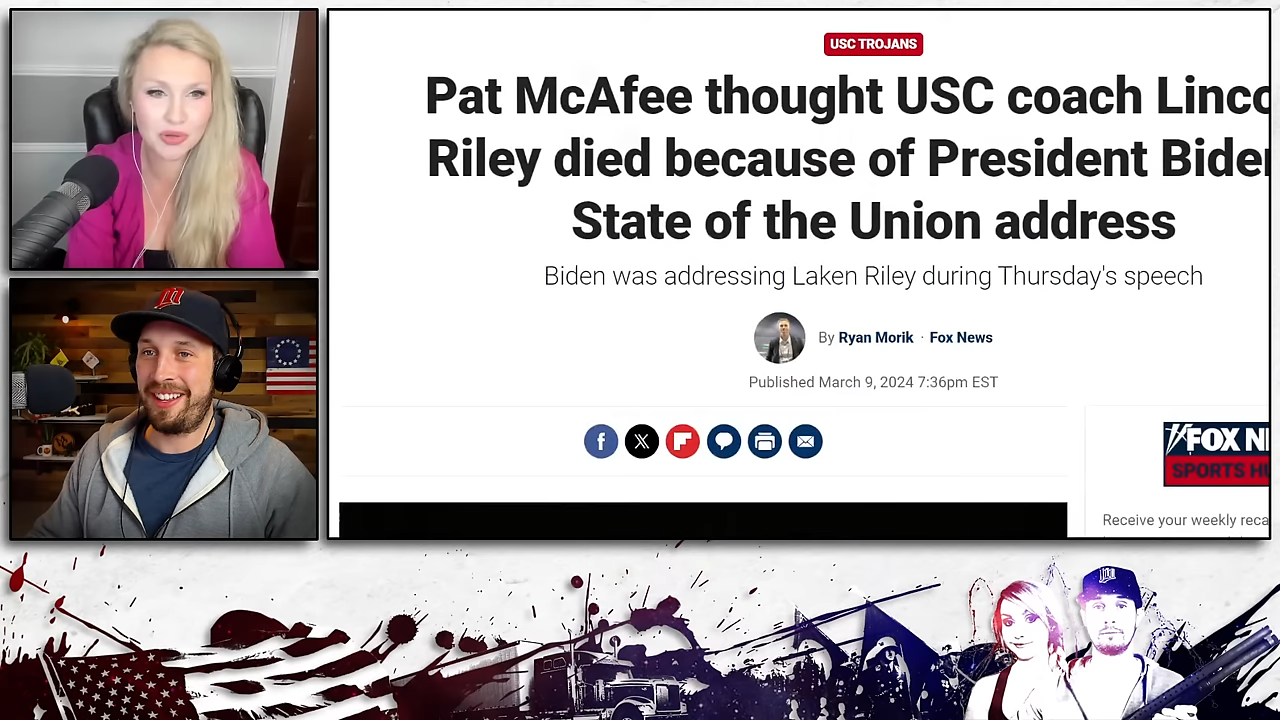 USC TROJANS
Pat McAfee thought USC coach Linco
Riley died because of President Biden
State of the Union address
Biden was addressing Laken Riley during Thursday's speech
By Ryan Morik · Fox News
Published March 9, 2024 7:36pm EST
FOX N
SPORTS HU
Receive your weekly reca